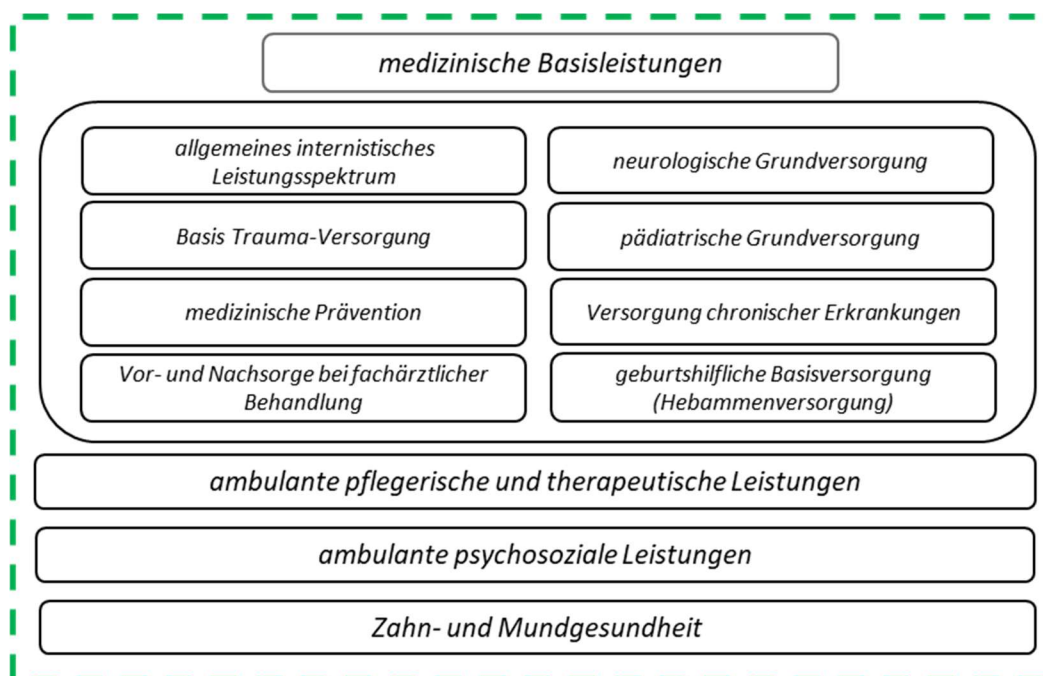 medizinische Basisleistungen
allgemeines internistisches
Leistungsspektrum
neurologische Grundversorgung
Basis Trauma-Versorgung
pädiatrische Grundversorgung
medizinische Prävention
Versorgung chronischer Erkrankungen
Vor- und Nachsorge bei fachärztlicher
Behandlung
geburtshilfliche Basisversorgung
(Hebammenversorgung)
ambulante pflegerische und therapeutische Leistungen
ambulante psychosoziale Leistungen
Zahn- und Mundgesundheit